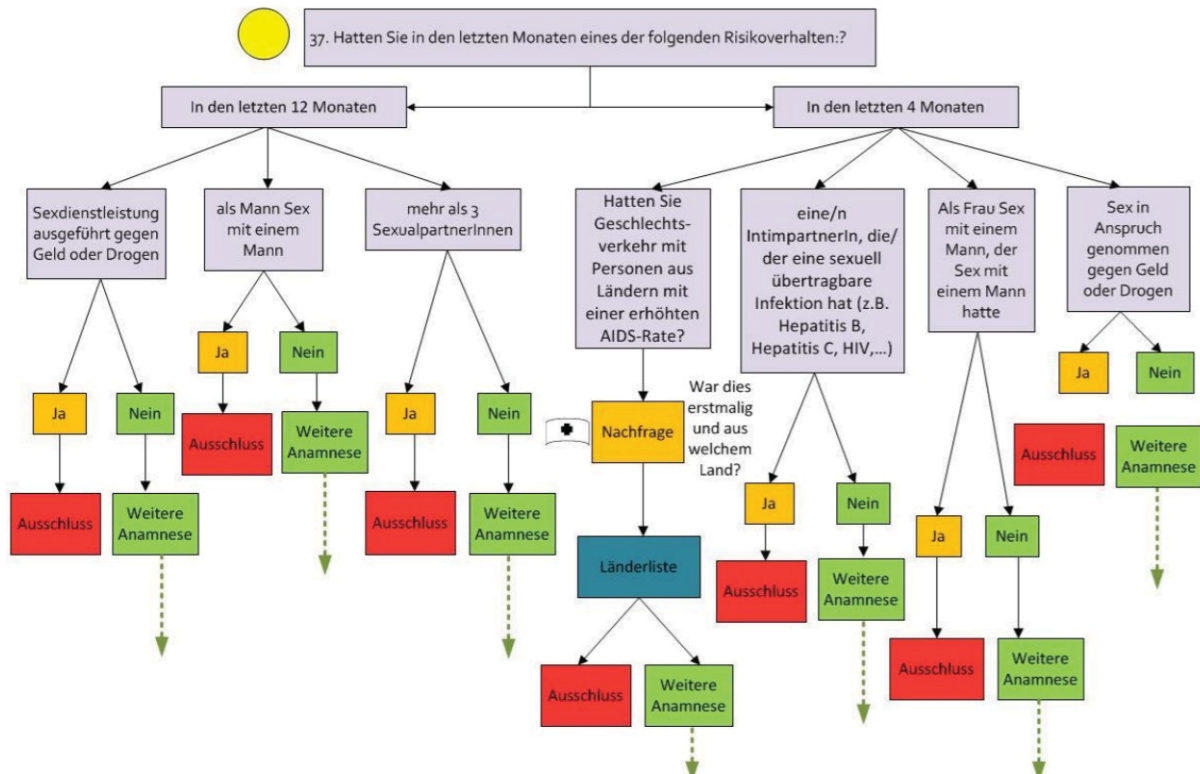 37. Hatten Sie in den letzten Monaten eines der folgenden Risikoverhalten:?
In den letzten 12 Monaten
In den letzten 4 Monaten
Sexdienstleistung
ausgeführt gegen
Geld oder Drogen
als Mann Sex
mit einem
Mann
mehr als 3
SexualpartnerInnen
Hatten Sie
Geschlechts-
verkehr mit
Personen aus
Ländern mit
einer erhöhten
AIDS-Rate?
eine/n
IntimpartnerIn, die/
der eine sexuell
übertragbare
Infektion hat (z.B.
Hepatitis B,
Hepatitis C, HIV,...)
Als Frau Sex
mit einem
Mann, der
Sex mit
einem Mann
hatte
Sex in
Anspruch
genommen
gegen Geld
oder Drogen
Ja
Nein
Ausschluss
Weitere
Anamnese
Ja
Nein
Ausschluss
Weitere
Anamnese
Ja
Nein
Ausschluss
Weitere
Anamnese
Nachfrage
War dies
erstmalig
und aus
welchem
Land?
Länderliste
Ausschluss
Weitere
Anamnese
Ja
Nein
Ausschluss
Weitere
Anamnese
Ja
Nein
Ausschluss
Weitere
Anamnese
Ja
Nein
Ausschluss
Weitere
Anamnese